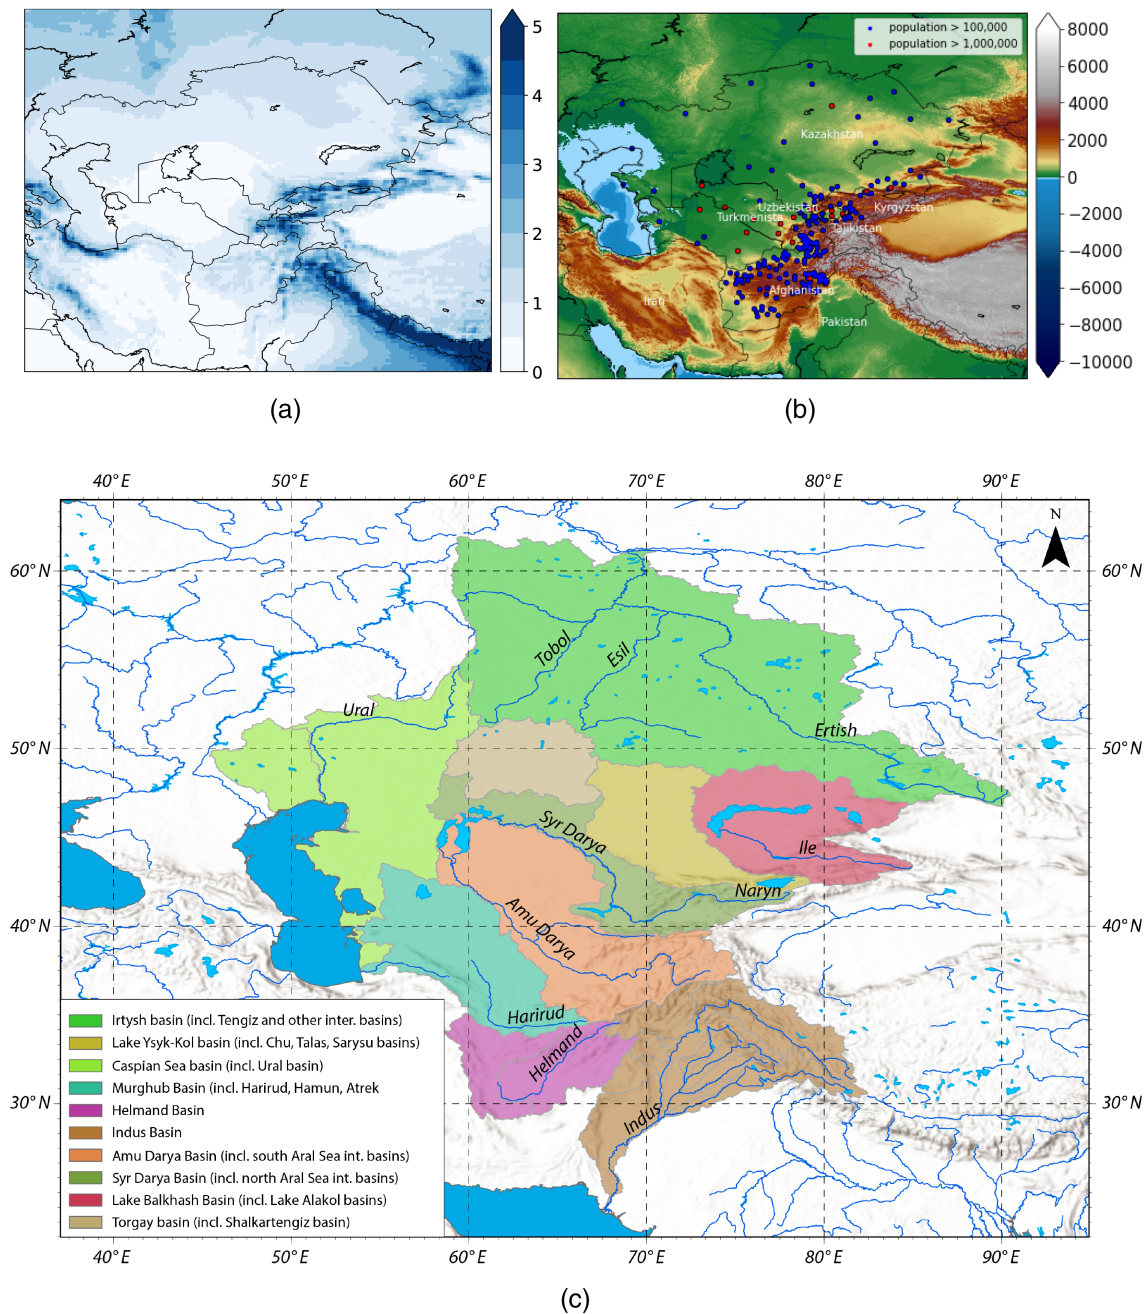 5
4
3
2
1
0
(a)
population > 100,000
population > 1,000,000
Kazakhstan
Uzbekistan
Kyrgyzstan
Turkmenista
Tajikistan
Afghanistan
Iran
Pakistan
8000
6000
4000
2000
0
−2000
−4000
−6000
−8000
−10000
(b)
40°E 50°E 60°E 70°E 80°E 90°E
N
60°N 60°N
Tobol
Esil
Ural
Ertish
50°N 50°N
Syr Darya
Ile
Naryn
Amu Darya
40°N 40°N
Harirud
Helmand
30°N 30°N
Indus
Irtysh basin (incl. Tengiz and other inter. basins)
Lake Ysyk-Kol basin (incl. Chu, Talas, Sarysu basins)
Caspian Sea basin (incl. Ural basin)
Murghub Basin (incl. Harirud, Hamun, Atrek
Helmand Basin
Indus Basin
Amu Darya Basin (incl. south Aral Sea int. basins)
Syr Darya Basin (incl. north Aral Sea int. basins)
Lake Balkhash Basin (incl. Lake Alakol basins)
Torgay basin (incl. Shalkartengiz basin)
40°E 50°E 60°E 70°E 80°E 90°E
(c)